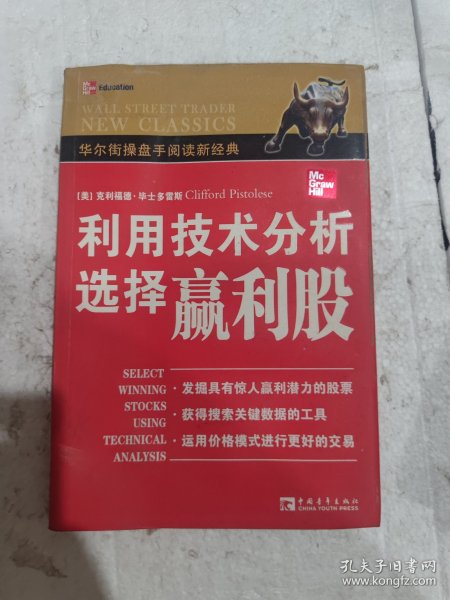 Mc
Graw
Hill
Education
WALL STREET TRADER
NEW CLASSICS
华尔街操盘手阅读新经典
Mc
Graw
Hill
[美] 克利福德·毕士多雷斯 Clifford Pistolese
利用技术分析
选择赢利股
SELECT
WINNING · 发掘具有惊人赢利潜力的股票
STOCKS
· 获得搜索关键数据的工具
USING
TECHNICAL · 运用价格模式进行更好的交易
ANALYSIS
中国青年出版社
CHINA YOUTH PRESS
孔夫子旧书网
www.kongfz.com